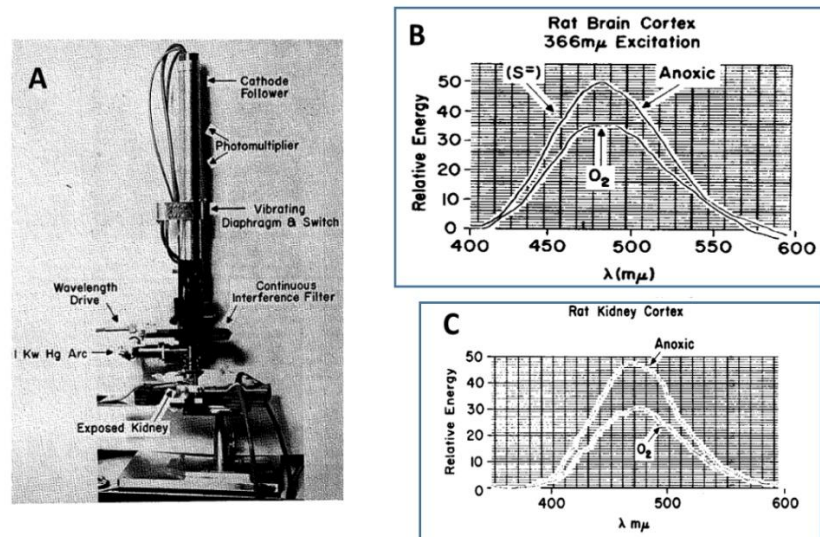 A
Cathode
Follower
Photomultiplier
Vibrating
Diaphragm & Switch
Wavelength
Drive
Continuous
Interference Filter
1 Kw Hg Arc
Exposed Kidney
B
Rat Brain Cortex
366mμ Excitation
(S=)
Anoxic
O₂
Relative Energy
50
40
30
20
10
0
400
450
500
550
600
λ(mμ)
C
Rat Kidney Cortex
Anoxic
O₂
Relative Energy
50
40
30
20
10
0
400
500
600
λ mμ